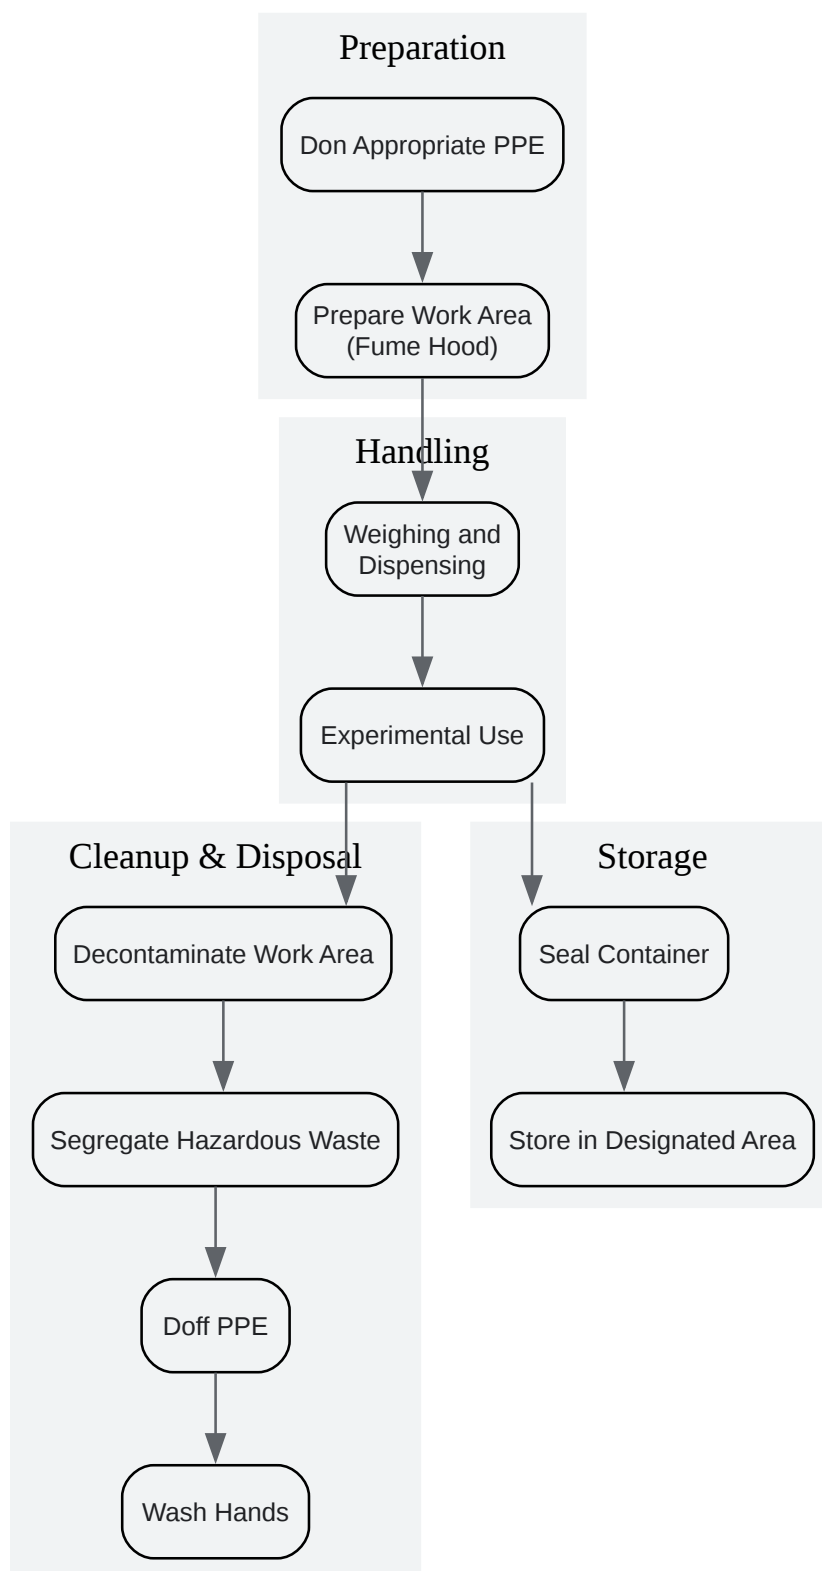 Preparation
Don Appropriate PPE
Prepare Work Area
(Fume Hood)
Handling
Weighing and
Dispensing
Experimental Use
Cleanup & Disposal
Decontaminate Work Area
Segregate Hazardous Waste
Doff PPE
Wash Hands
Storage
Seal Container
Store in Designated Area